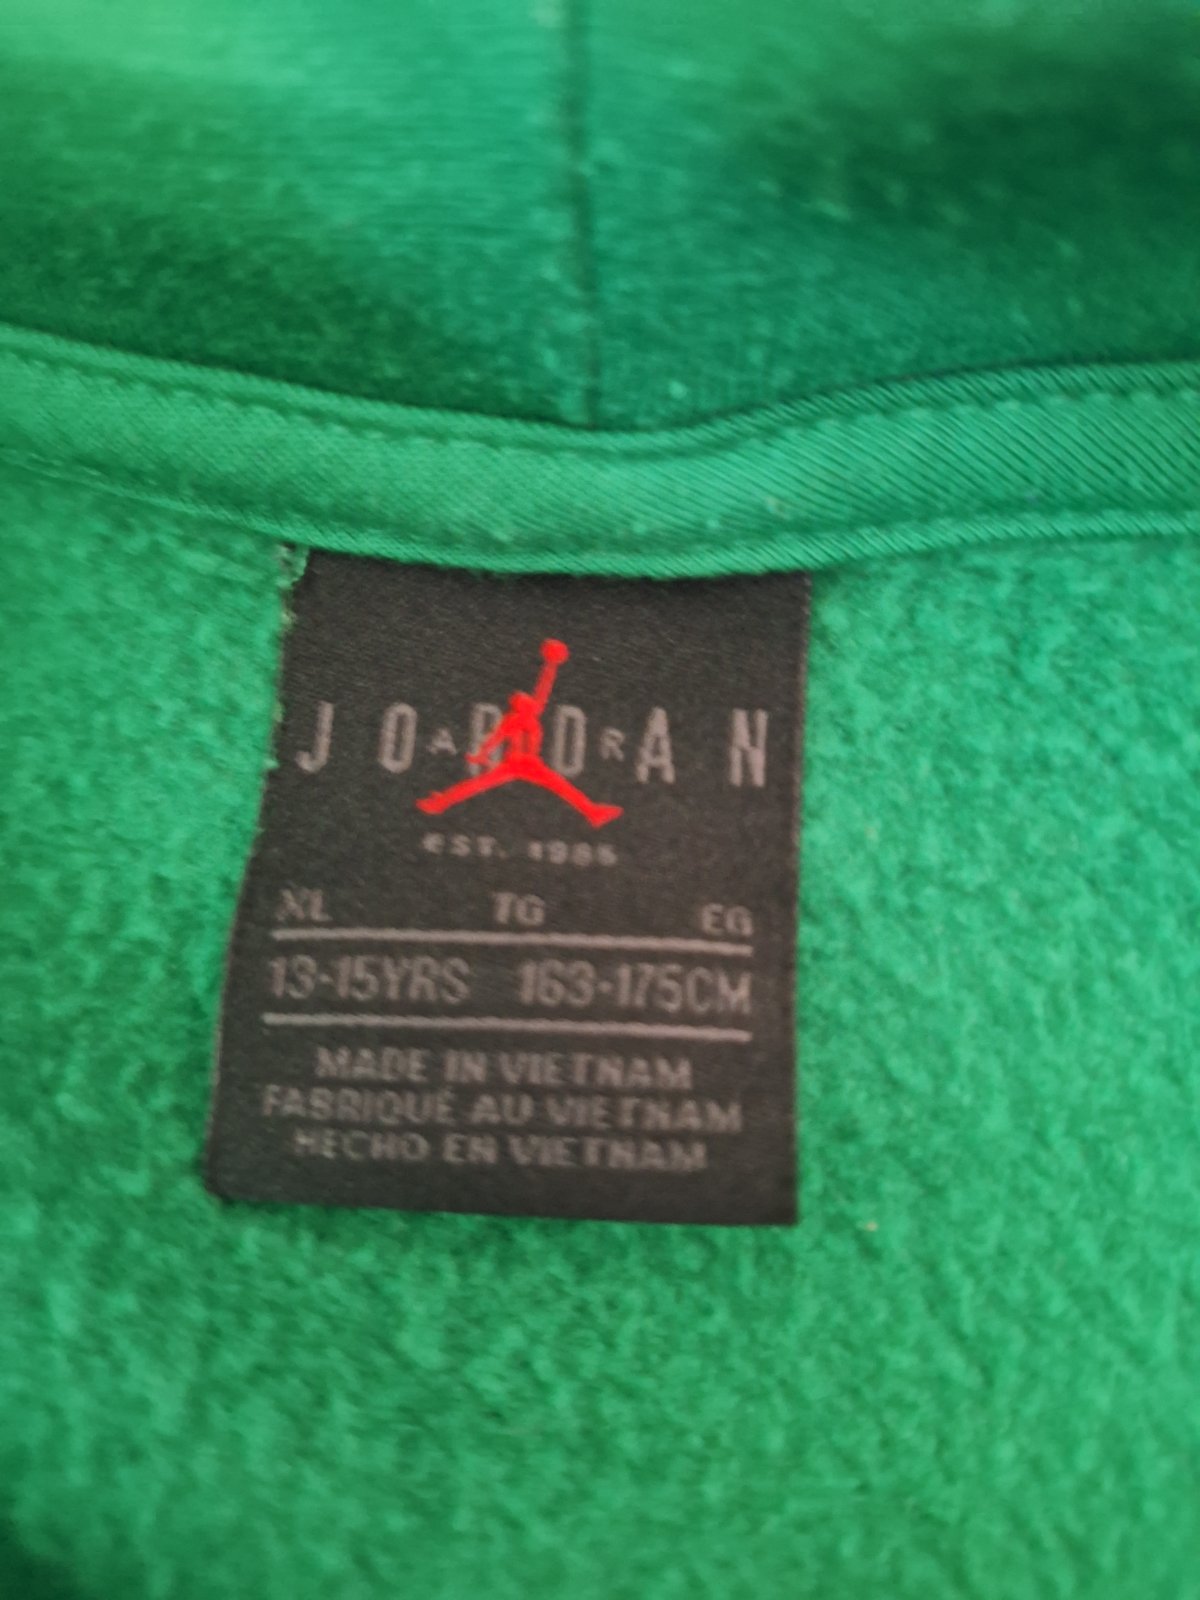 JORDAN
AIR
EST. 1985
XL TG EG
13-15YRS 163-175CM
MADE IN VIETNAM
FABRIQUÉ AU VIETNAM
HECHO EN VIETNAM